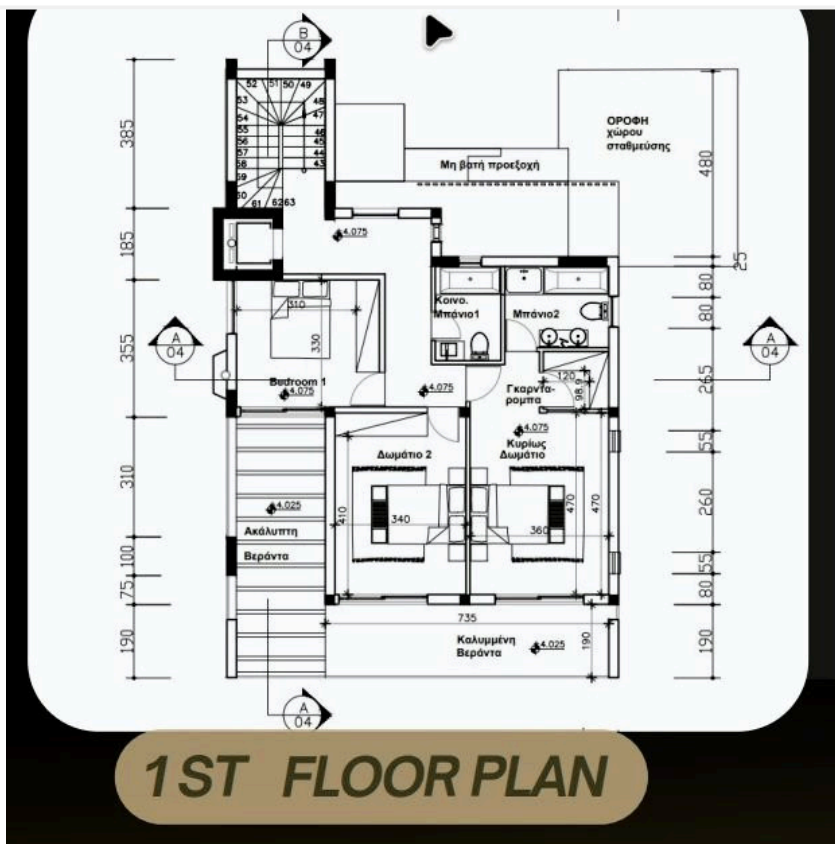 B
04
52 51 50 49
53
48
54
47
55
46
56
45
57
44
58
43
59
60
61
6263
385
185
355
310
100
75
190
ΟΡΟΦΗ
χώρου
σταθμεύσης
Μη βατή προεξοχή
480
25
80
80
265
55
260
55
80
190
4.075
Κοινο.
Μπάνιο1
Μπάνιο2
310
330
A
04
A
04
Bedroom 1
4.075
4.075
120
98.9
Γκαρντα-
ρομπα
4.075
Κυρίως
Δωμάτιο
Δωμάτιο 2
4.025
Ακάλυπτη
Βεράντα
410
340
360
470
470
735
Καλυμμένη
Βεράντα
4.025
190
A
04
1ST FLOOR PLAN